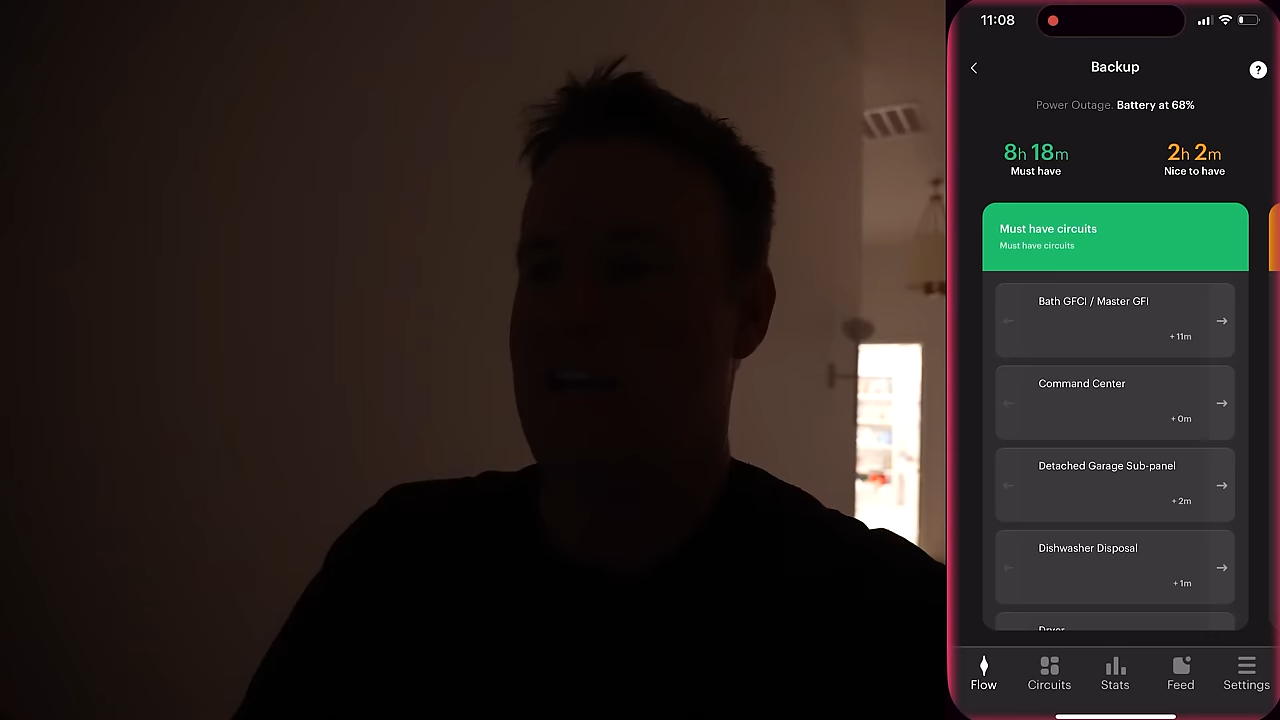 11:08
Backup
?
Power Outage. Battery at 68%
8h 18m
Must have
2h 2m
Nice to have
Must have circuits
Must have circuits
Bath GFCI / Master GFI
+ 11m
Command Center
+ 0m
Detached Garage Sub-panel
+ 2m
Dishwasher Disposal
+ 1m
Dryer
Flow
Circuits
Stats
Feed
Settings